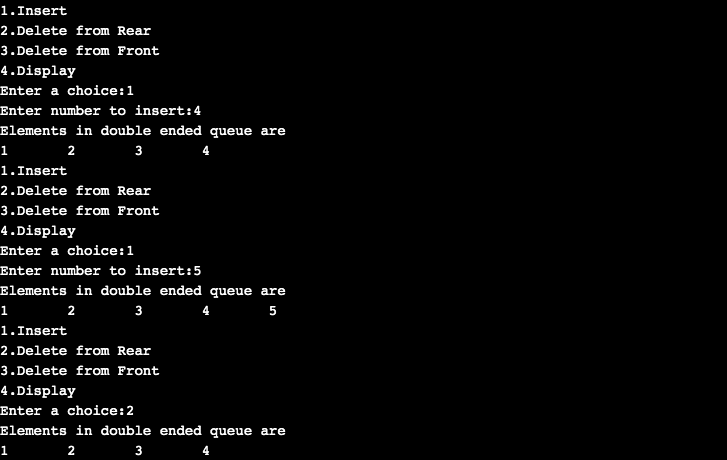 1.Insert
2.Delete from Rear
3.Delete from Front
4.Display
Enter a choice:1
Enter number to insert:4
Elements in double ended queue are
1 2 3 4
1.Insert
2.Delete from Rear
3.Delete from Front
4.Display
Enter a choice:1
Enter number to insert:5
Elements in double ended queue are
1 2 3 4 5
1.Insert
2.Delete from Rear
3.Delete from Front
4.Display
Enter a choice:2
Elements in double ended queue are
1 2 3 4